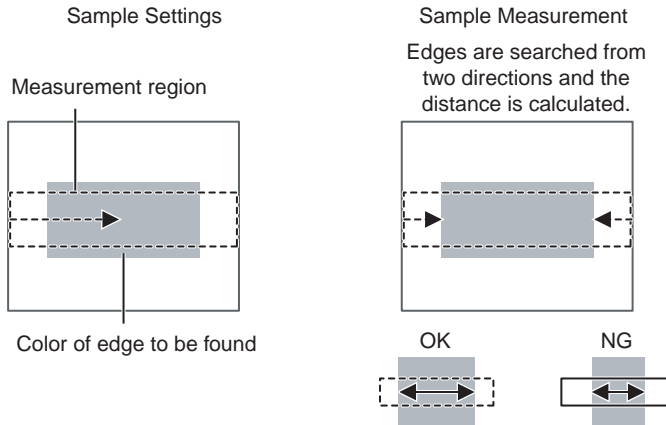 Sample Settings
Measurement region
Color of edge to be found
Sample Measurement
Edges are searched from
two directions and the
distance is calculated.
OK
NG